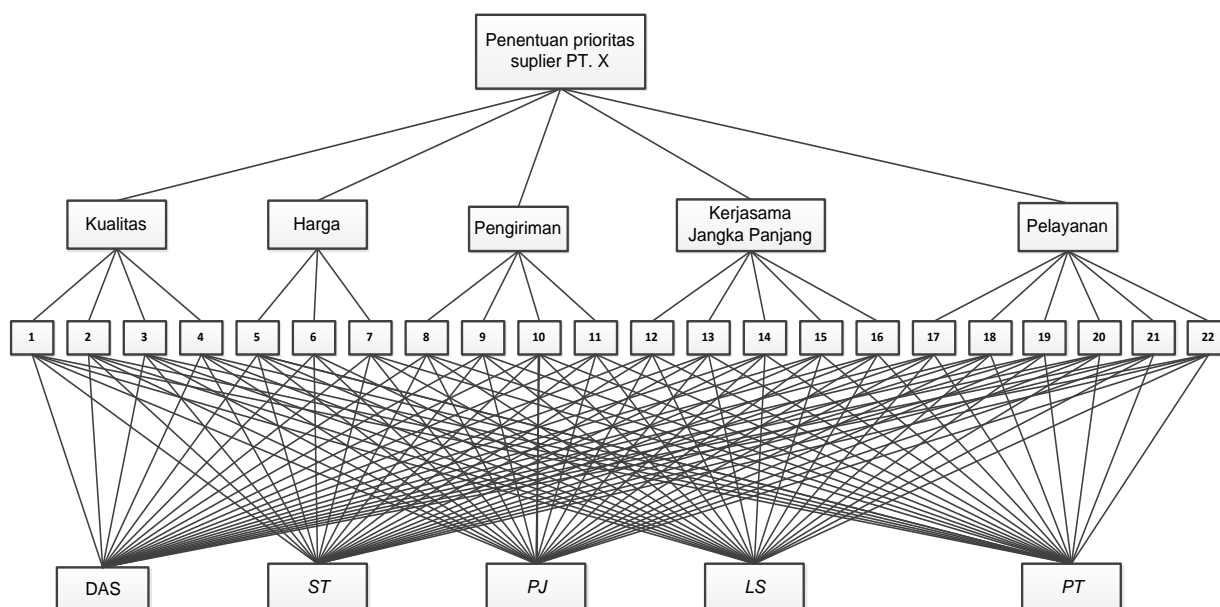 Penentuan prioritas
suplier PT. X
Kualitas
Harga
Pengiriman
Kerjasama
Jangka Panjang
Pelayanan
1
2
3
4
5
6
7
8
9
10
11
12
13
14
15
16
17
18
19
20
21
22
DAS
ST
PJ
LS
PT